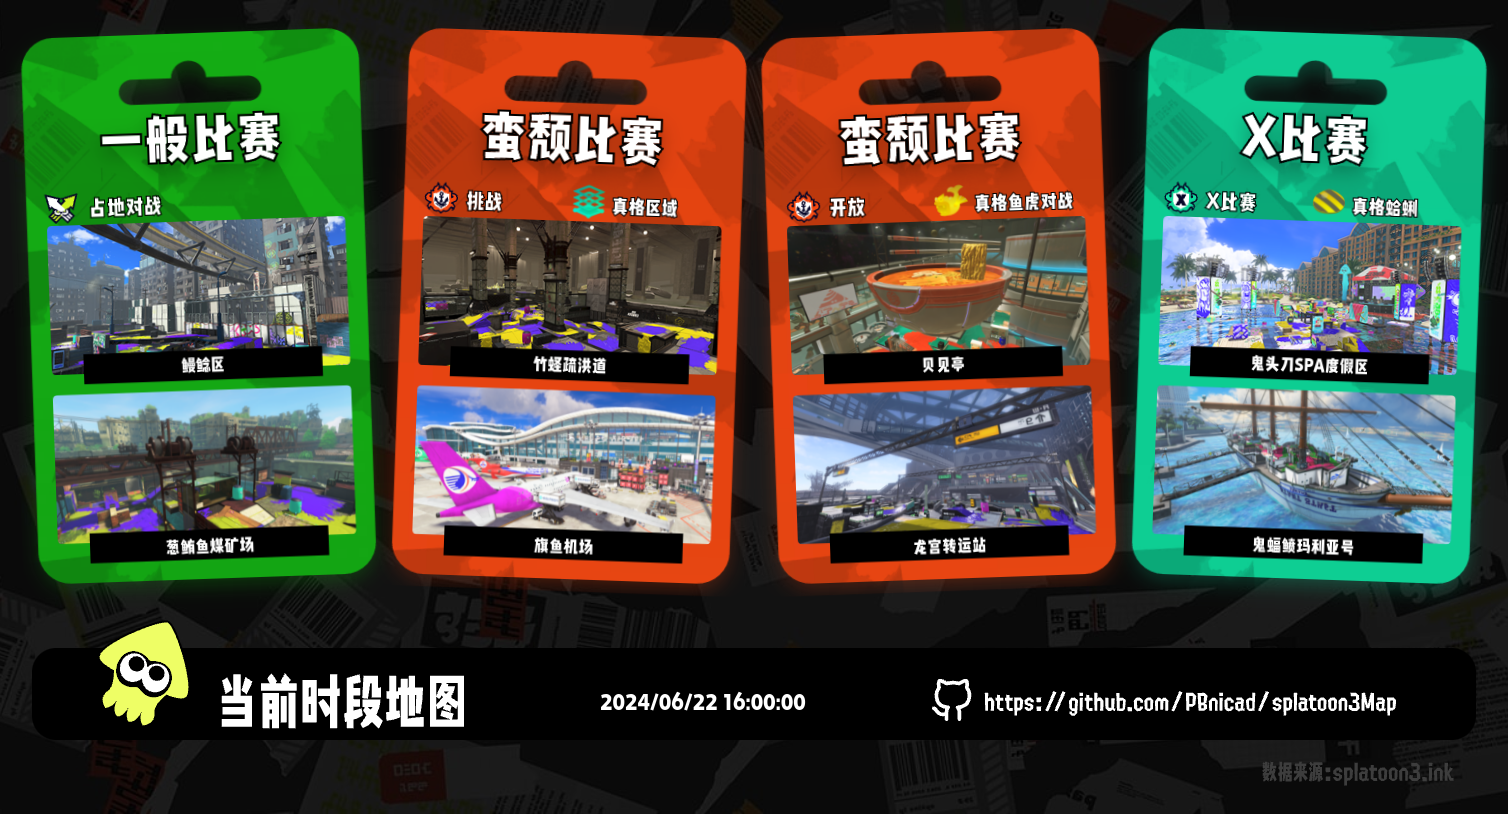 一般比赛
占地对战
鳗鲶区
葱鲔鱼煤矿场
蛮颓比赛
挑战
真格区域
竹蛏疏洪道
旗鱼机场
蛮颓比赛
开放
真格鱼虎对战
贝见亭
龙宫转运站
X比赛
X比赛
真格蛤蜊
鬼头刀SPA度假区
鬼蝠鲼玛利亚号
当前时段地图
2024/06/22 16:00:00
https://github.com/PBnicad/splatoon3Map
数据来源:splatoon3.ink